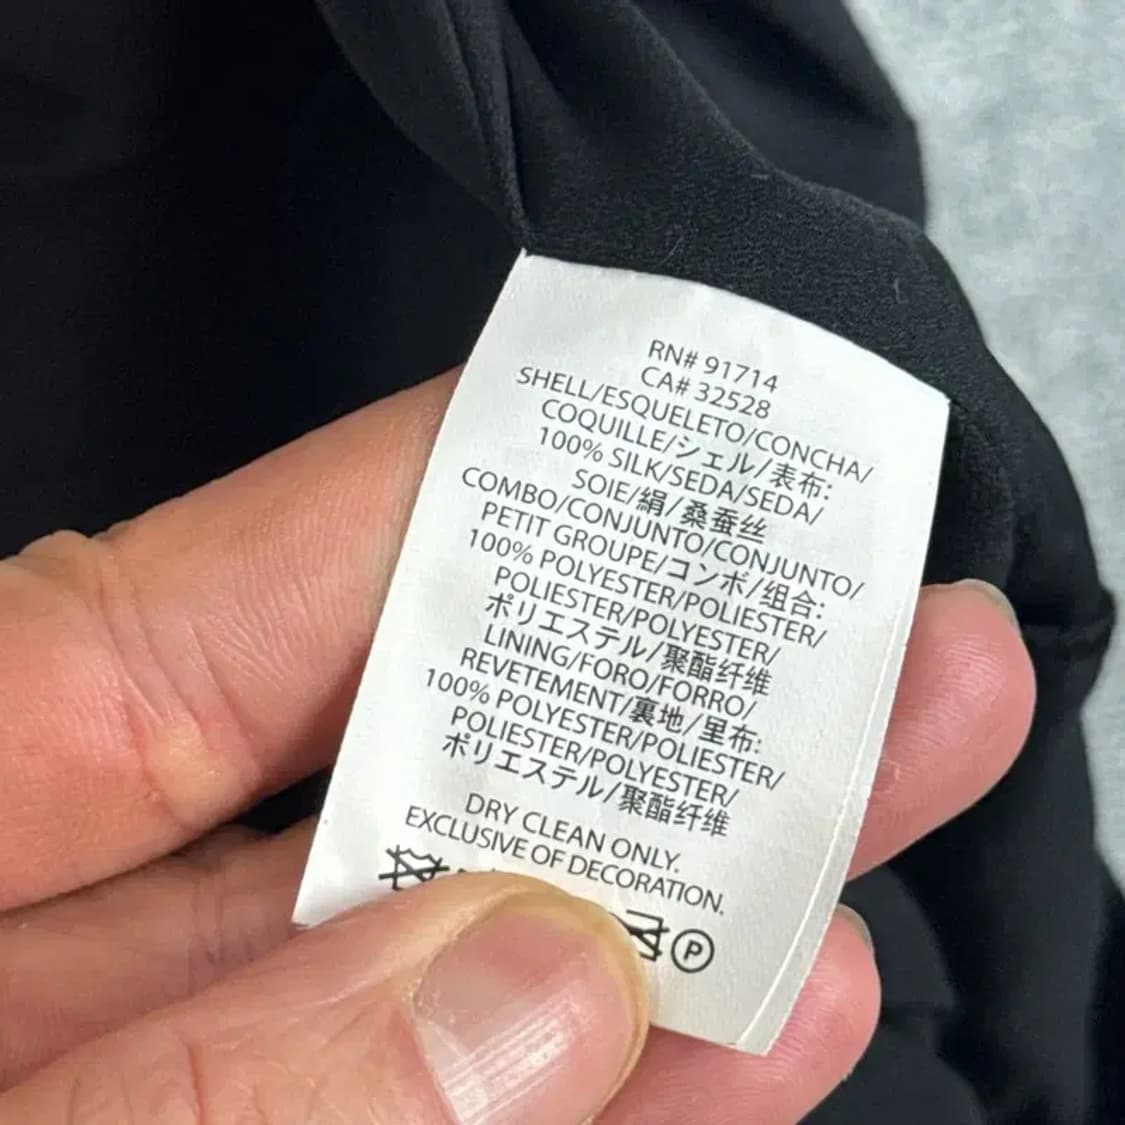 RN# 91714
CA# 32528
SHELL/ESQUELETO/CONCHA/
COQUILLE/シェル/表布:
100% SILK/SEDA/SEDA/
SOIE/絹/桑蚕丝
COMBO/CONJUNTO/CONJUNTO/
PETIT GROUPE/コンボ/组合:
100% POLYESTER/POLIESTER/
POLIESTER/POLYESTER/
ポリエステル/聚酯纤维
LINING/FORO/FORRO/
REVETEMENT/裏地/里布:
100% POLYESTER/POLIESTER/
POLIESTER/POLYESTER/
ポリエステル/聚酯纤维
DRY CLEAN ONLY.
EXCLUSIVE OF DECORATION.
P